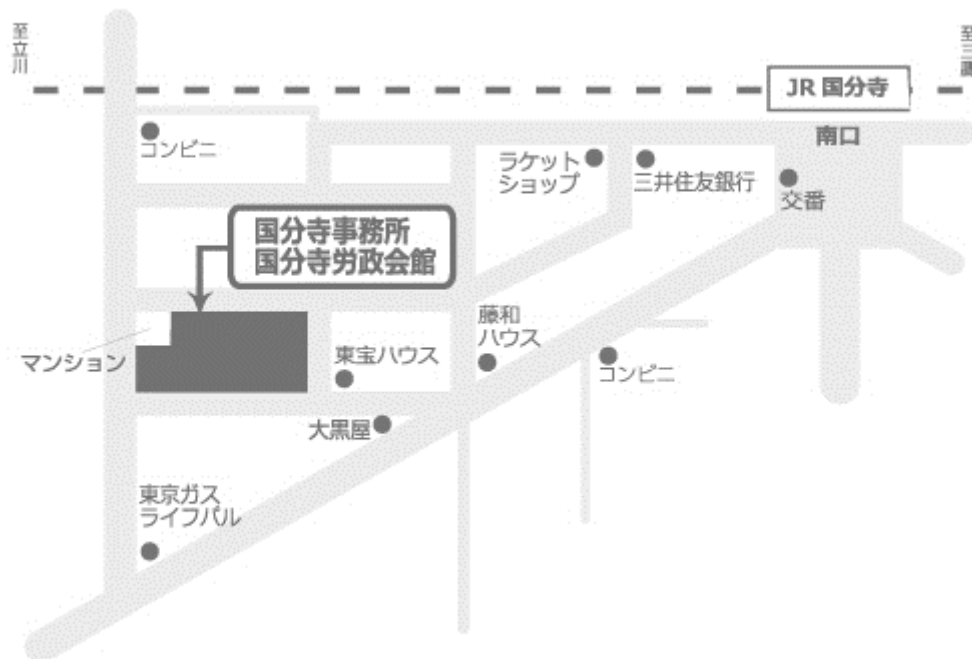 至立川
至三鷹
JR 国分寺
南口
コンビニ
ラケット
ショップ
三井住友銀行
交番
国分寺事務所
国分寺労政会館
藤和
ハウス
マンション
東宝ハウス
コンビニ
大黒屋
東京ガス
ライフバル